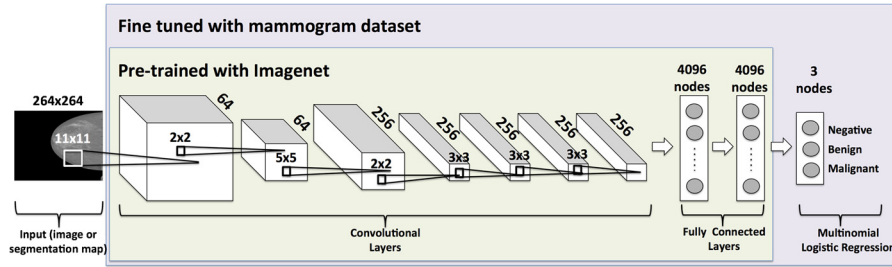 Fine tuned with mammogram dataset
Pre-trained with Imagenet
264x264
11x11
2x2
64
5x5
64
2x2
256
3x3
256
3x3
256
3x3
256
256
4096
nodes
4096
nodes
3
nodes
Negative
Benign
Malignant
Input (image or
segmentation map)
Convolutional
Layers
Fully Connected
Layers
Multinomial
Logistic Regression